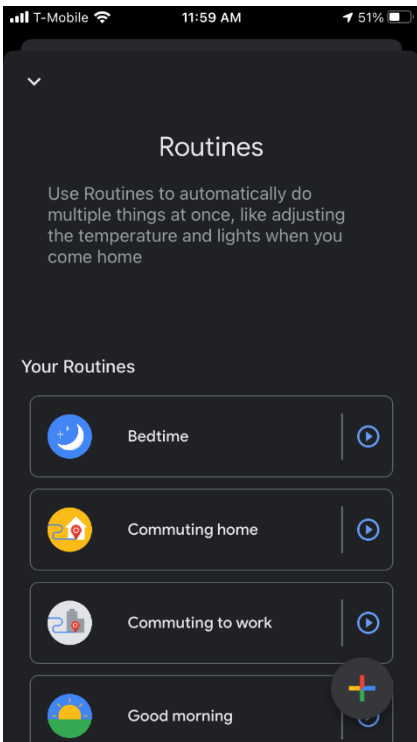 T-Mobile 11:59 AM 51%
Routines
Use Routines to automatically do
multiple things at once, like adjusting
the temperature and lights when you
come home
Your Routines
Bedtime
Commuting home
Commuting to work
Good morning